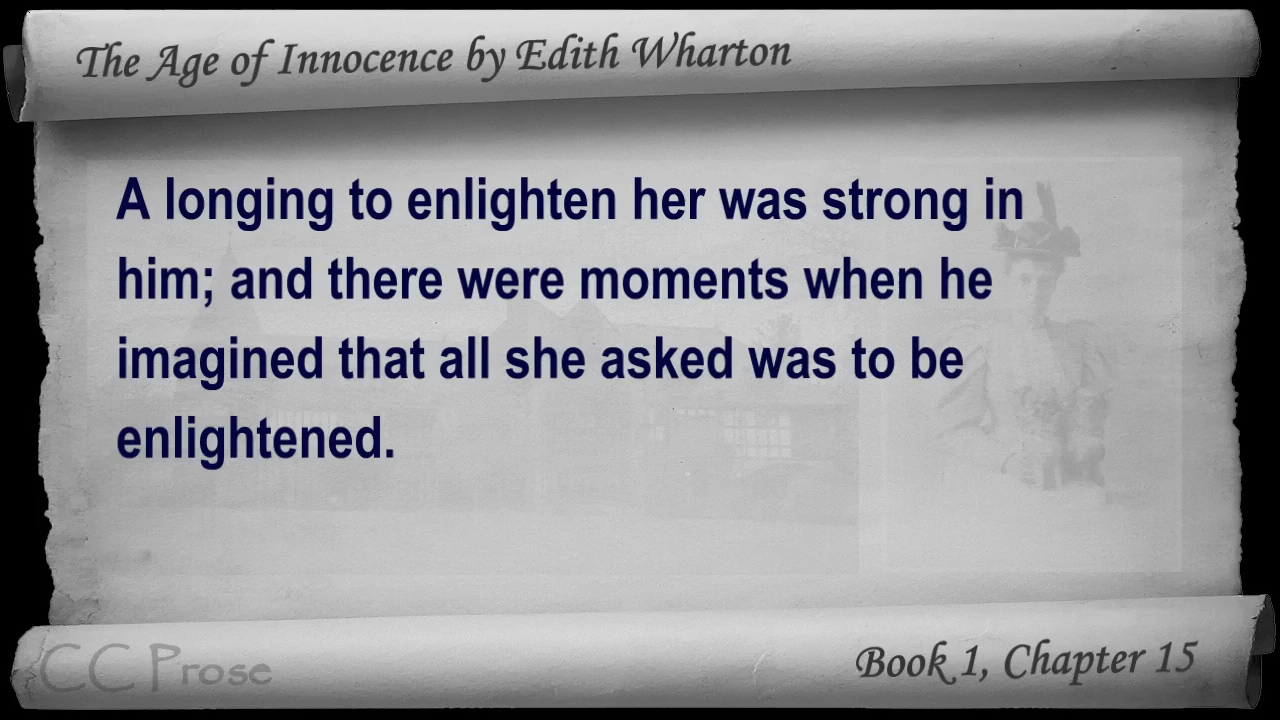 The Age of Innocence by Edith Wharton
A longing to enlighten her was strong in
him; and there were moments when he
imagined that all she asked was to be
enlightened.
CC Prose
Book 1, Chapter 15